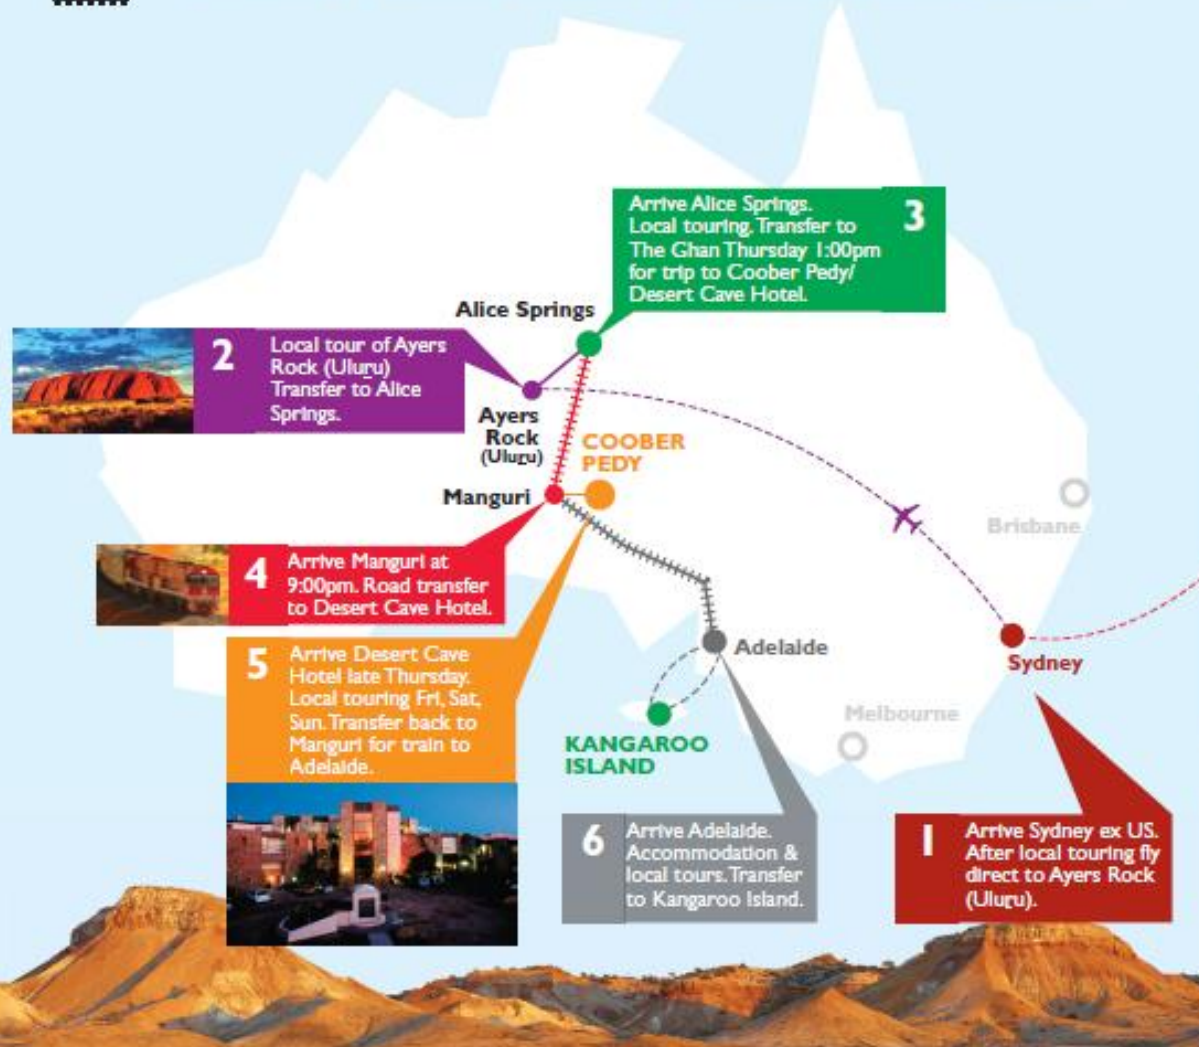 Arrive Alice Springs.
Local touring. Transfer to
The Ghan Thursday 1:00pm
for trip to Coober Pedy/
Desert Cave Hotel.
3
Alice Springs
2
Local tour of Ayers
Rock (Uluṟu)
Transfer to Alice
Springs.
Ayers
Rock
(Uluṟu)
COOBER
PEDY
Manguri
Brisbane
4
Arrive Manguri at
9:00pm. Road transfer
to Desert Cave Hotel.
5
Arrive Desert Cave
Hotel late Thursday.
Local touring Fri, Sat,
Sun. Transfer back to
Manguri for train to
Adelaide.
Adelaide
Sydney
Melbourne
KANGAROO
ISLAND
6
Arrive Adelaide.
Accommodation &
local tours. Transfer
to Kangaroo Island.
1
Arrive Sydney ex US.
After local touring fly
direct to Ayers Rock
(Uluṟu).